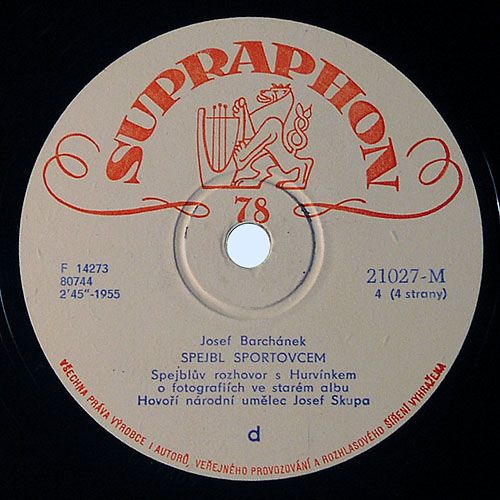 SUPRAPHON
78
F 14273
80744
2'45"-1955
21027-M
4 (4 strany)
Josef Barchánek
SPEJBL SPORTOVCEM
Spejblův rozhovor s Hurvínkem
o fotografiích ve starém albu
Hovoří národní umělec Josef Skupa
d
VŠECHNA PRÁVA VÝROBCE I AUTORŮ, VEŘEJNÉHO PROVOZOVÁNÍ A ROZHLASOVÉHO ŠÍŘENÍ VYHRAŽENA